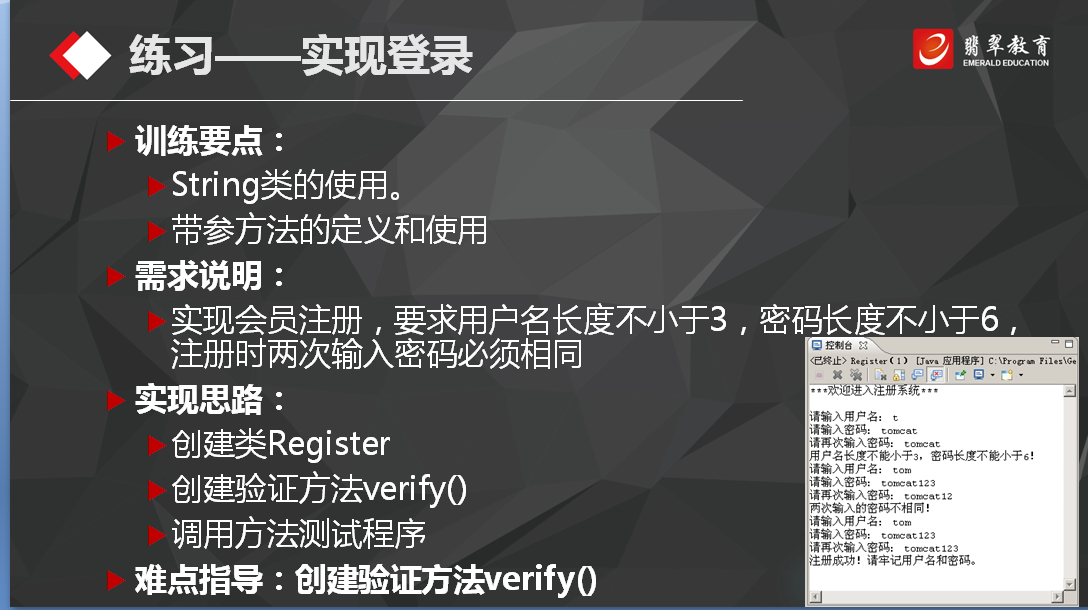 练习——实现登录
翡翠教育
EMERALD EDUCATION
训练要点：
String类的使用。
带参方法的定义和使用
需求说明：
实现会员注册，要求用户名长度不小于3，密码长度不小于6，
注册时两次输入密码必须相同
实现思路：
创建类Register
创建验证方法verify()
调用方法测试程序
难点指导：创建验证方法verify()
控制台
<已终止> Register (1) [Java 应用程序] C:\Program Files\Ge
***欢迎进入注册系统***
请输入用户名: t
请输入密码: tomcat
请再次输入密码: tomcat
用户名长度不能小于3，密码长度不能小于6!
请输入用户名: tom
请输入密码: tomcat123
请再次输入密码: tomcat12
两次输入的密码不相同!
请输入用户名: tom
请输入密码: tomcat123
请再次输入密码: tomcat123
注册成功！请牢记用户名和密码。